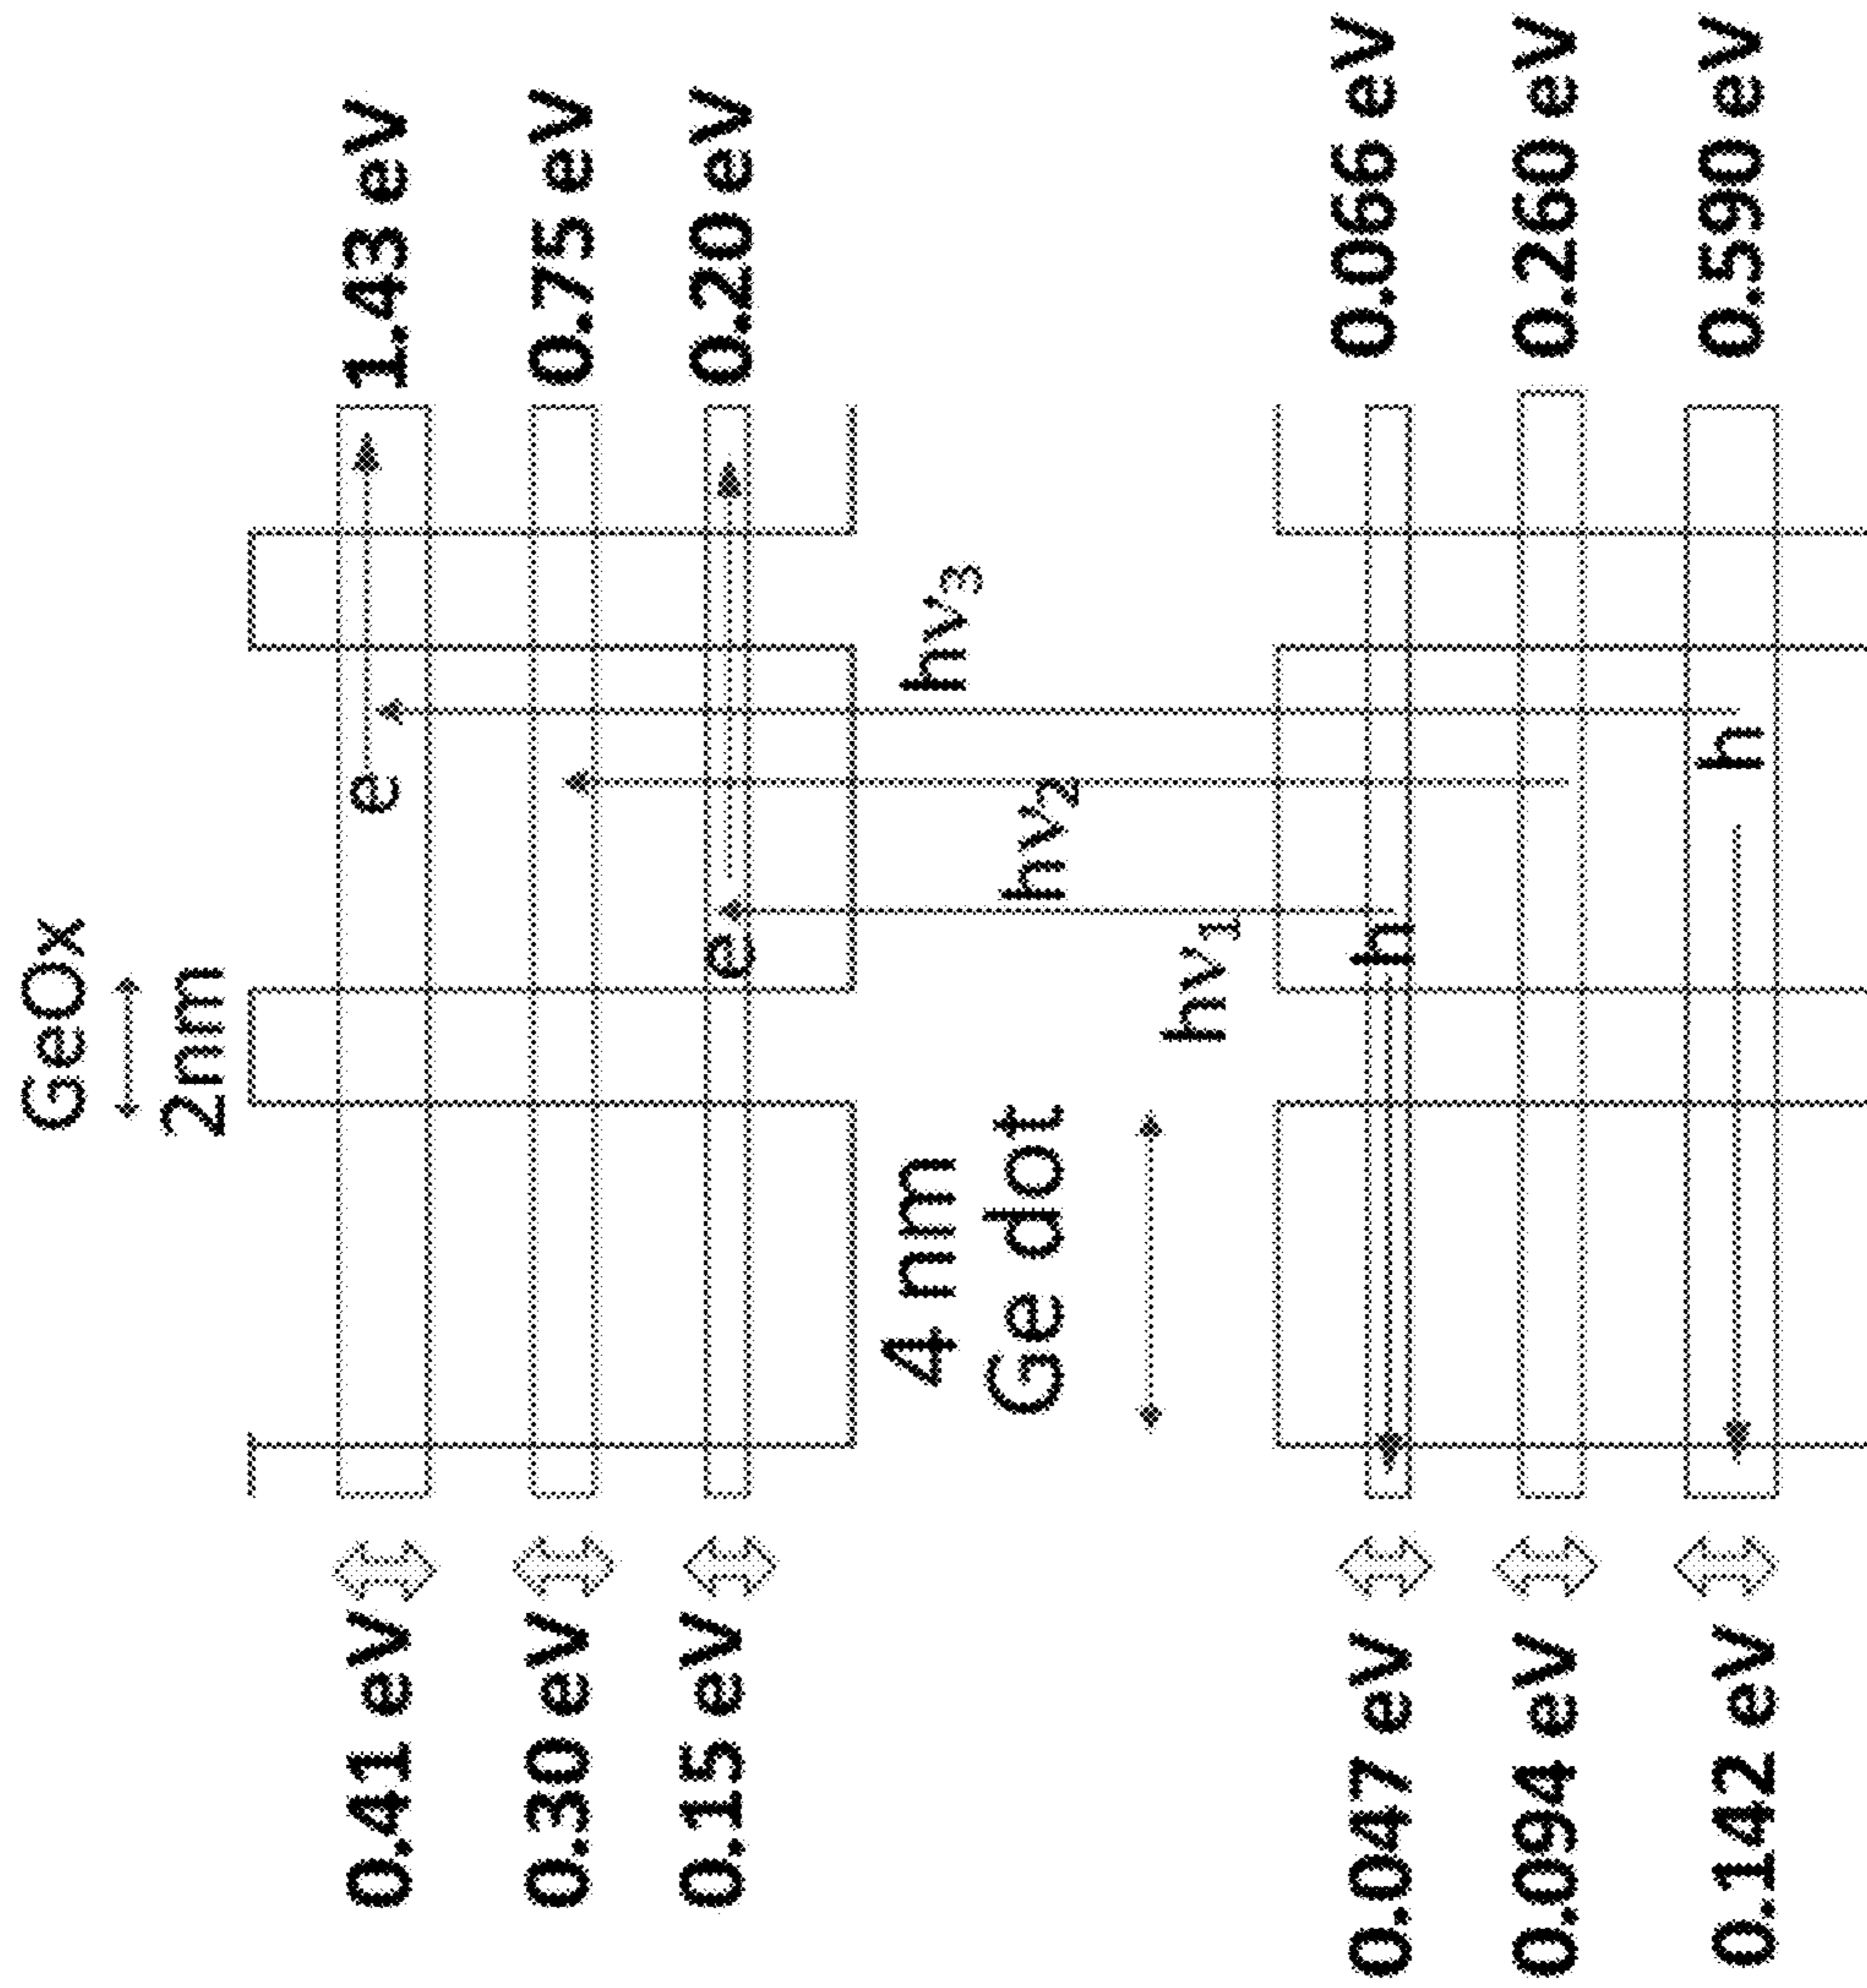 GeOx
2nm
1.43 eV
0.75 eV
0.20 eV
0.066 eV
0.260 eV
0.590 eV
e
e
hν₃
hν₂
hν₁
h
h
4 nm
Ge dot
0.41 eV
0.30 eV
0.15 eV
0.047 eV
0.094 eV
0.142 eV